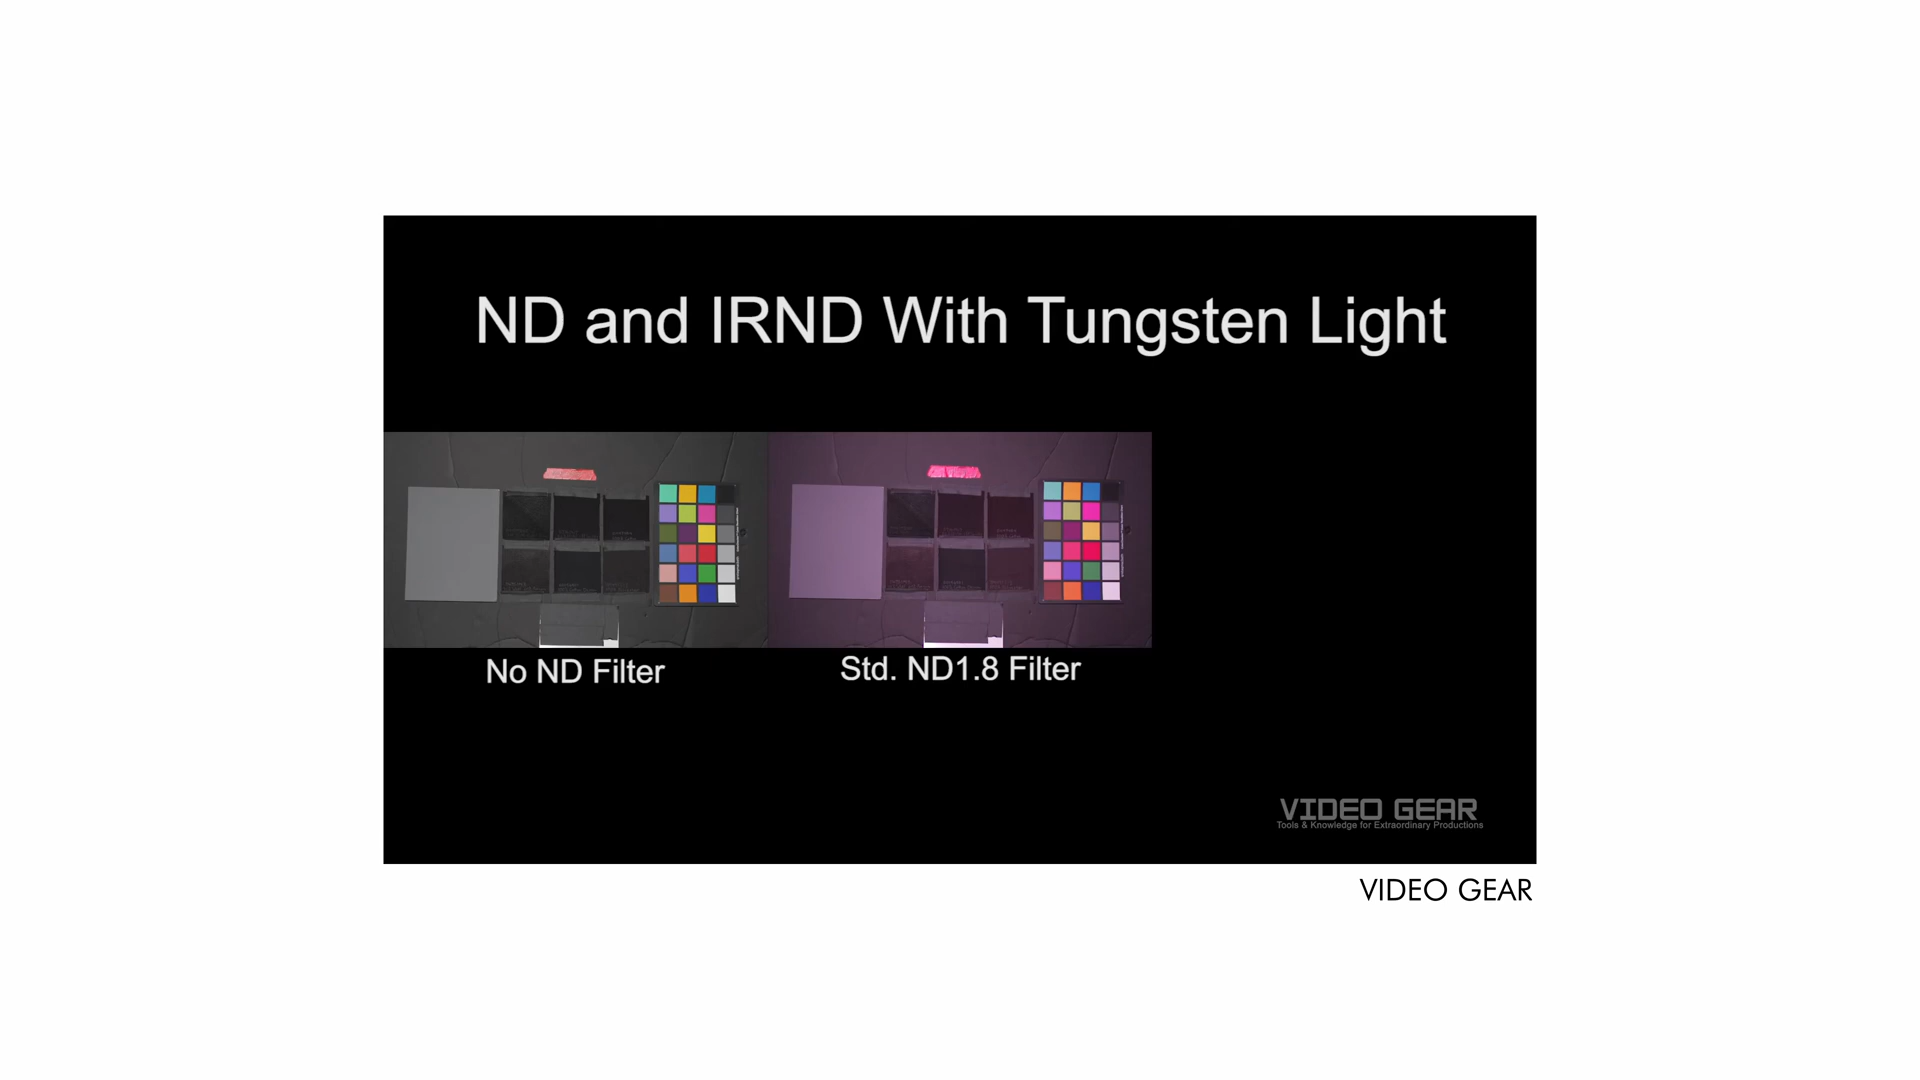 ND and IRND With Tungsten Light
No ND Filter
Std. ND1.8 Filter
VIDEO GEAR
Tools & Knowledge for Extraordinary Productions
VIDEO GEAR